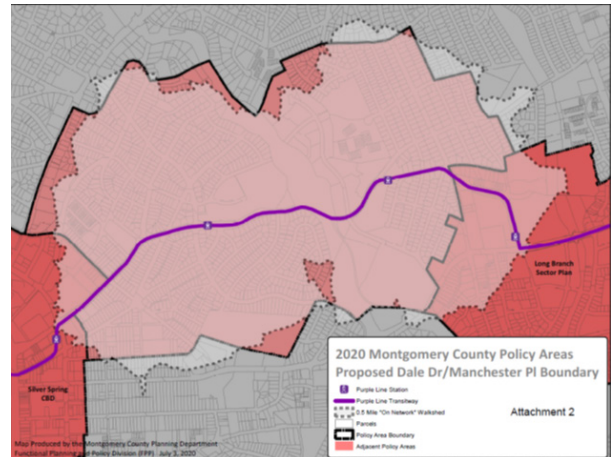 Long Branch
Sector Plan
Silver Spring
CBD
2020 Montgomery County Policy Areas
Proposed Dale Dr/Manchester Pl Boundary
Purple Line Station
Purple Line Transitway
0.5 Mile "On Network" Walkshed
Parcels
Policy Area Boundary
Adjacent Policy Areas
Attachment 2
Map Produced by the Montgomery County Planning Department
Functional Planning and Policy Division (FPP) July 3, 2020